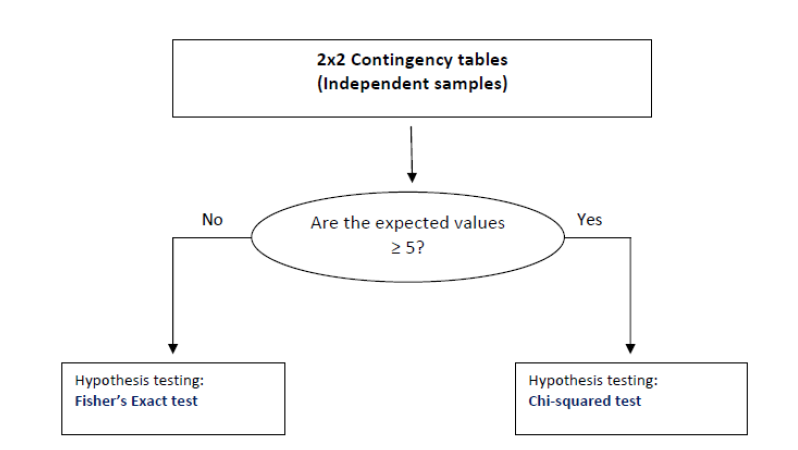 2x2 Contingency tables
(Independent samples)
No
Are the expected values
≥ 5?
Yes
Hypothesis testing:
Fisher’s Exact test
Hypothesis testing:
Chi-squared test